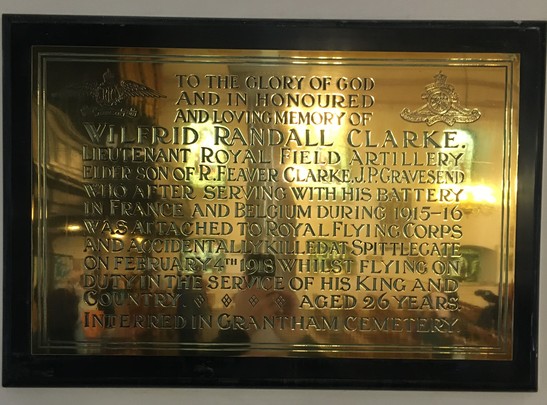 TO THE GLORY OF GOD
AND IN HONOURED
AND LOVING MEMORY OF
WILFRID RANDALL CLARKE.
LIEUTENANT ROYAL FIELD ARTILLERY
ELDER SON OF R. FEAVER CLARKE, J.P. GRAVESEND
WHO AFTER SERVING WITH HIS BATTERY
IN FRANCE AND BELGIUM DURING 1915-16
WAS ATTACHED TO ROYAL FLYING CORPS
AND ACCIDENTALLY KILLED AT SPITTLEGATE
ON FEBRUARY 4TH 1918 WHILST FLYING ON
DUTY IN THE SERVICE OF HIS KING AND
COUNTRY. AGED 26 YEARS.
INTERRED IN GRANTHAM CEMETERY.